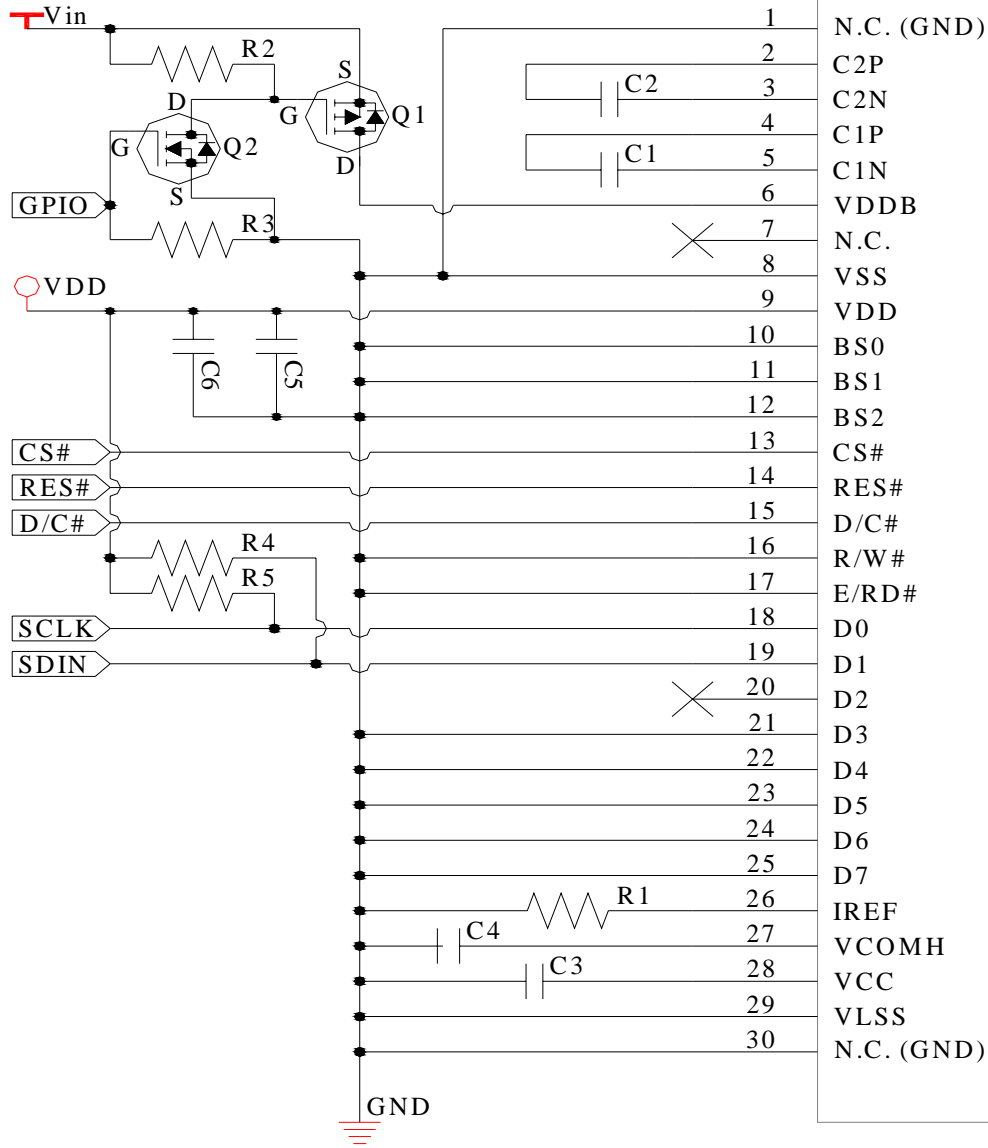 Vin
1 N.C. (GND)
R2
2 C2P
S
C2
3 C2N
D
G
Q1
4 C1P
G
Q2
C1
5 C1N
D
S
6 VDDB
GPIO
R3
7 N.C.
8 VSS
VDD
9 VDD
10 BS0
C6
C5
11 BS1
12 BS2
CS#
13 CS#
RES#
14 RES#
D/C#
15 D/C#
R4
16 R/W#
R5
17 E/RD#
SCLK
18 D0
SDIN
19 D1
20 D2
21 D3
22 D4
23 D5
24 D6
25 D7
R1
26 IREF
C4
27 VCOMH
C3
28 VCC
29 VLSS
30 N.C. (GND)
GND